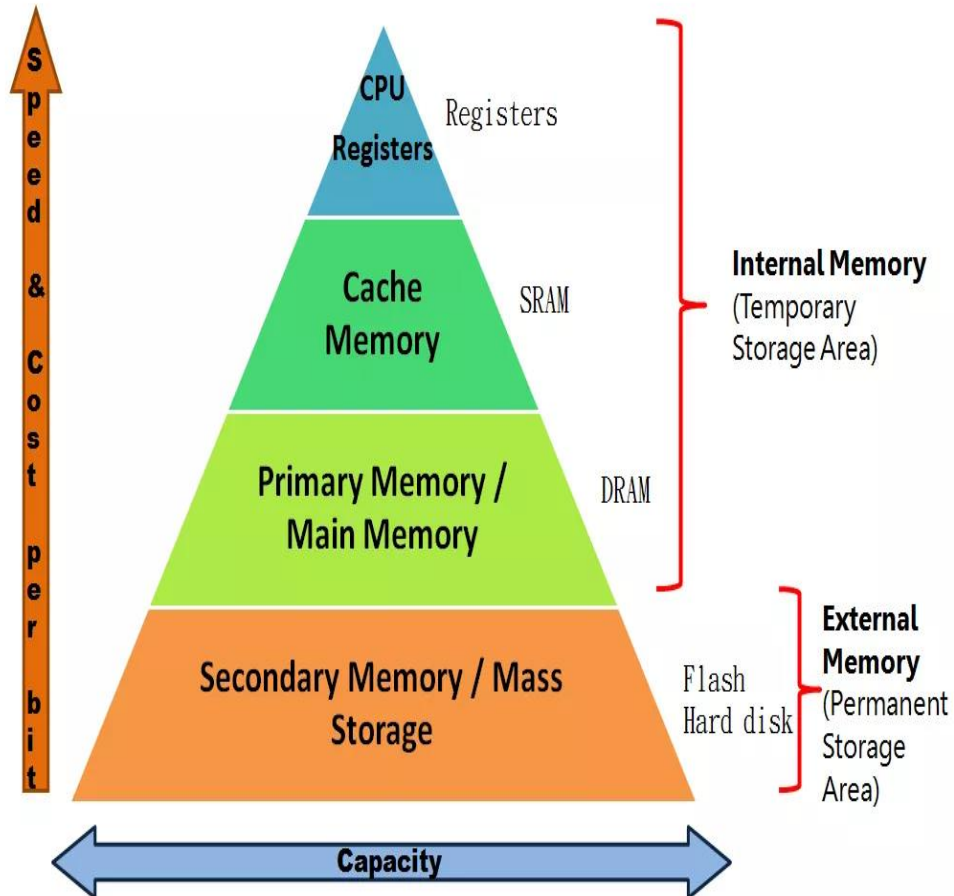 Speed & Cost per bit
CPU
Registers
Registers
Cache
Memory
SRAM
Primary Memory /
Main Memory
DRAM
Secondary Memory / Mass
Storage
Flash
Hard disk
Internal Memory
(Temporary
Storage Area)
External
Memory
(Permanent
Storage
Area)
Capacity